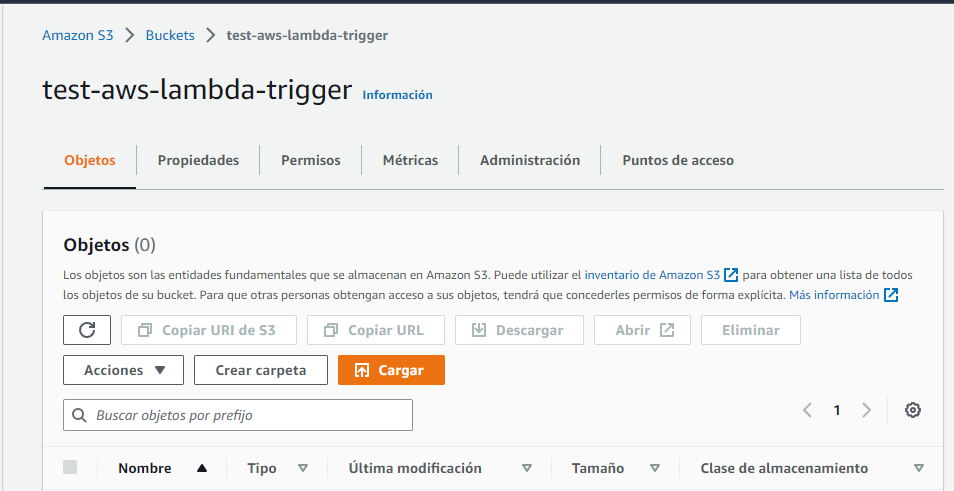 Amazon S3 > Buckets > test-aws-lambda-trigger
test-aws-lambda-trigger Información
Objetos Propiedades Permisos Métricas Administración Puntos de acceso
Objetos (0)
Los objetos son las entidades fundamentales que se almacenan en Amazon S3. Puede utilizar el inventario de Amazon S3 para obtener una lista de todos
los objetos de su bucket. Para que otras personas obtengan acceso a sus objetos, tendrá que concederles permisos de forma explícita. Más información
Copiar URI de S3 Copiar URL Descargar Abrir Eliminar
Acciones Crear carpeta Cargar
Buscar objetos por prefijo
1
Nombre Tipo Última modificación Tamaño Clase de almacenamiento